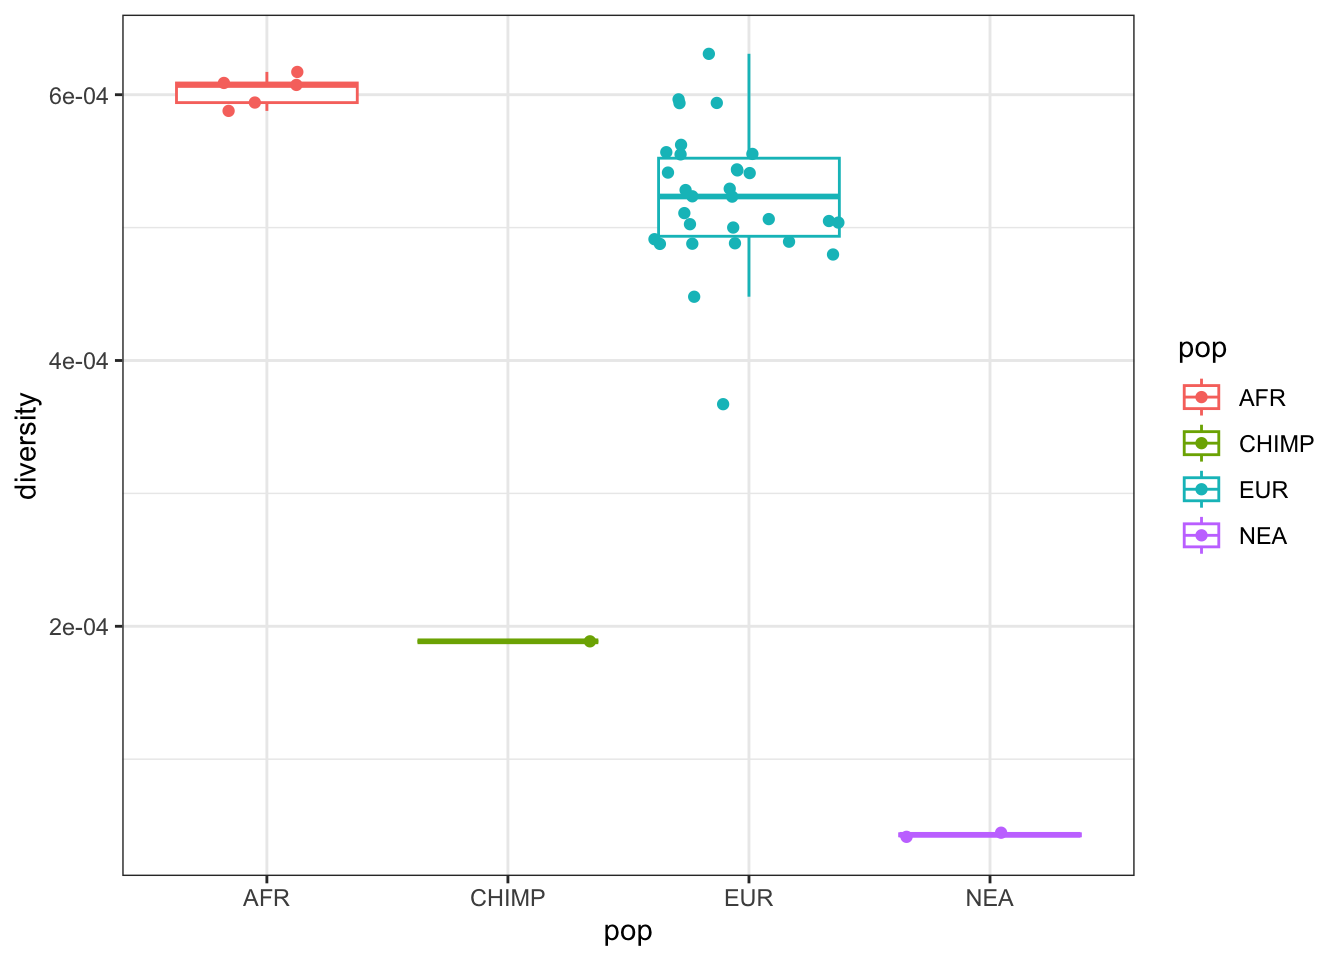 6e-04
4e-04
2e-04
diversity
AFR
CHIMP
EUR
NEA
pop
pop
AFR
CHIMP
EUR
NEA